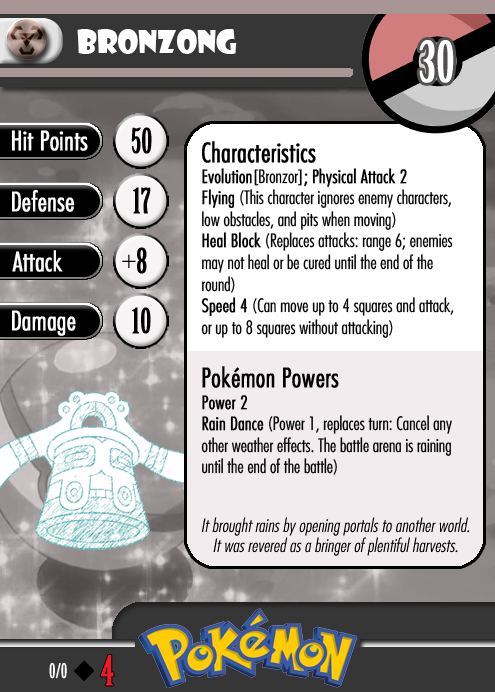 BRONZONG
30
Hit Points 50
Defense 17
Attack +8
Damage 10
Characteristics
Evolution[Bronzor]; Physical Attack 2
Flying (This character ignores enemy characters,
low obstacles, and pits when moving)
Heal Block (Replaces attacks: range 6; enemies
may not heal or be cured until the end of the
round)
Speed 4 (Can move up to 4 squares and attack,
or up to 8 squares without attacking)
Pokémon Powers
Power 2
Rain Dance (Power 1, replaces turn: Cancel any
other weather effects. The battle arena is raining
until the end of the battle)
It brought rains by opening portals to another world.
It was revered as a bringer of plentiful harvests.
0/0 ◆ 4
POKéMON